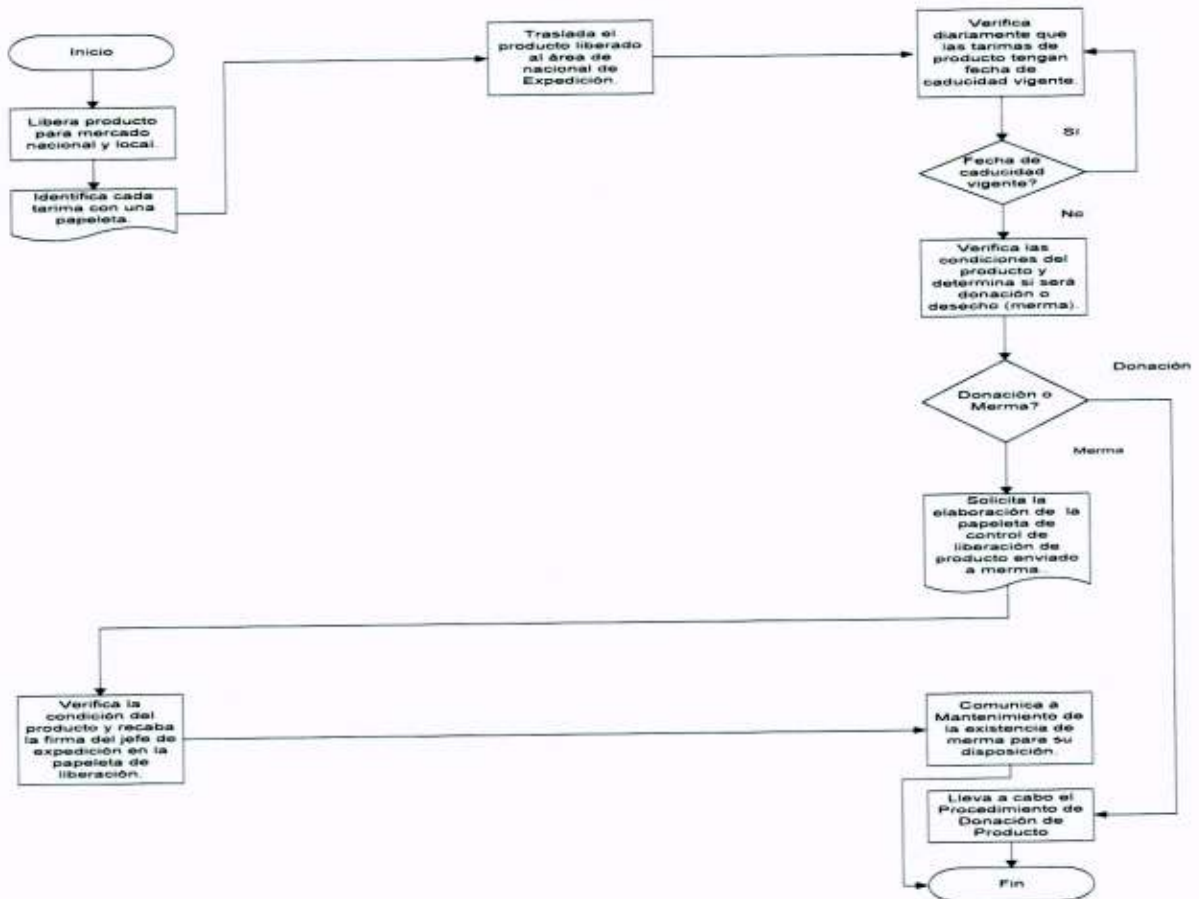 Inicio
Libera producto
para mercado
nacional y local.
Identifica cada
tarima con una
papeleta.
Traslada el
producto liberado
al área de
nacional de
Expedición.
Verifica
diariamente que
las tarimas de
producto tengan
fecha de
caducidad vigente.
Sí
Fecha de
caducidad
vigente?
No
Verifica las
condiciones del
producto y
determina si será
donación o
desecho (merma).
Donación
Donación o
Merma?
Merma
Solicita la
elaboración de la
papeleta de
control de
liberación de
producto enviado
a merma.
Verifica la
condición del
producto y recaba
la firma del jefe de
expedición en la
papeleta de
liberación.
Comunica a
Mantenimiento de
la existencia de
merma para su
disposición.
Lleva a cabo el
Procedimiento de
Donación de
Producto
Fin